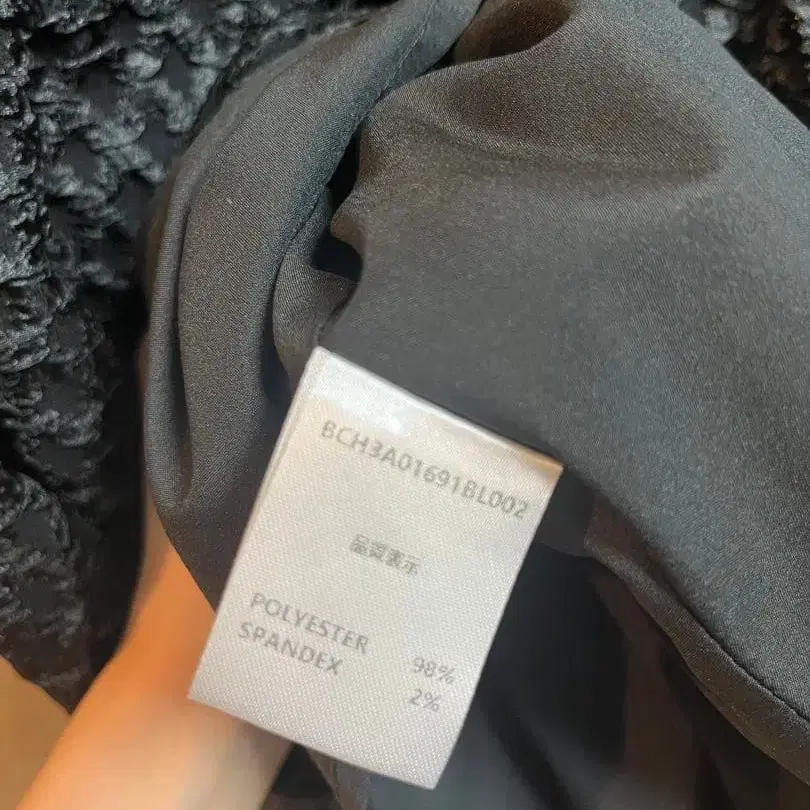 BCH3A01691BL002
品質表示
POLYESTER 98%
SPANDEX 2%